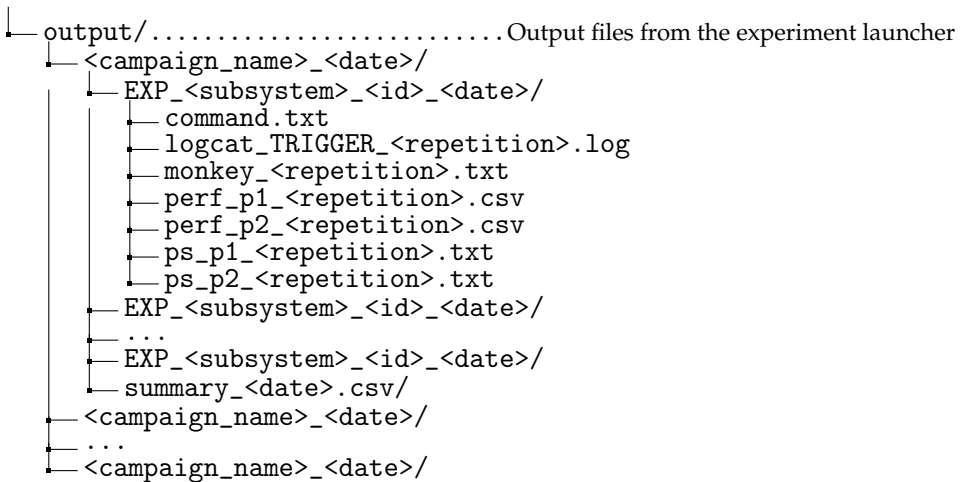 output/...........................Output files from the experiment launcher
<campaign_name>_<date>/
EXP_<subsystem>_<id>_<date>/
command.txt
logcat_TRIGGER_<repetition>.log
monkey_<repetition>.txt
perf_p1_<repetition>.csv
perf_p2_<repetition>.csv
ps_p1_<repetition>.txt
ps_p2_<repetition>.txt
EXP_<subsystem>_<id>_<date>/
...
EXP_<subsystem>_<id>_<date>/
summary_<date>.csv/
<campaign_name>_<date>/
...
<campaign_name>_<date>/